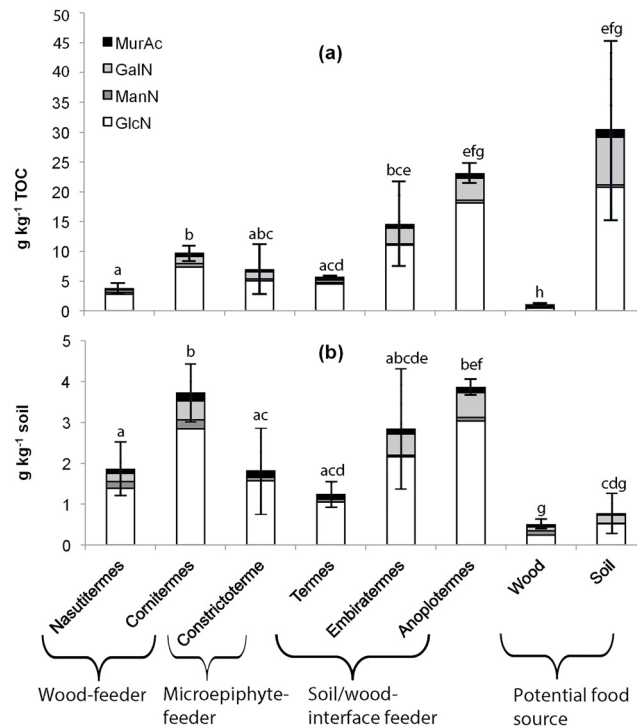 50
45
40
35
30
25
20
15
10
5
0
g kg⁻¹ TOC
MurAc
GalN
ManN
GlcN
(a)
a
b
abc
acd
bce
efg
h
efg
5
4
3
2
1
0
g kg⁻¹ soil
(b)
a
b
ac
acd
abcde
bef
g
cdg
Nasutitermes
Cornitermes
Constrictoterme
Termes
Embiratermes
Anoplotermes
Wood
Soil
Wood-feeder
Microepiphyte-
feeder
Soil/wood-
interface feeder
Potential food
source